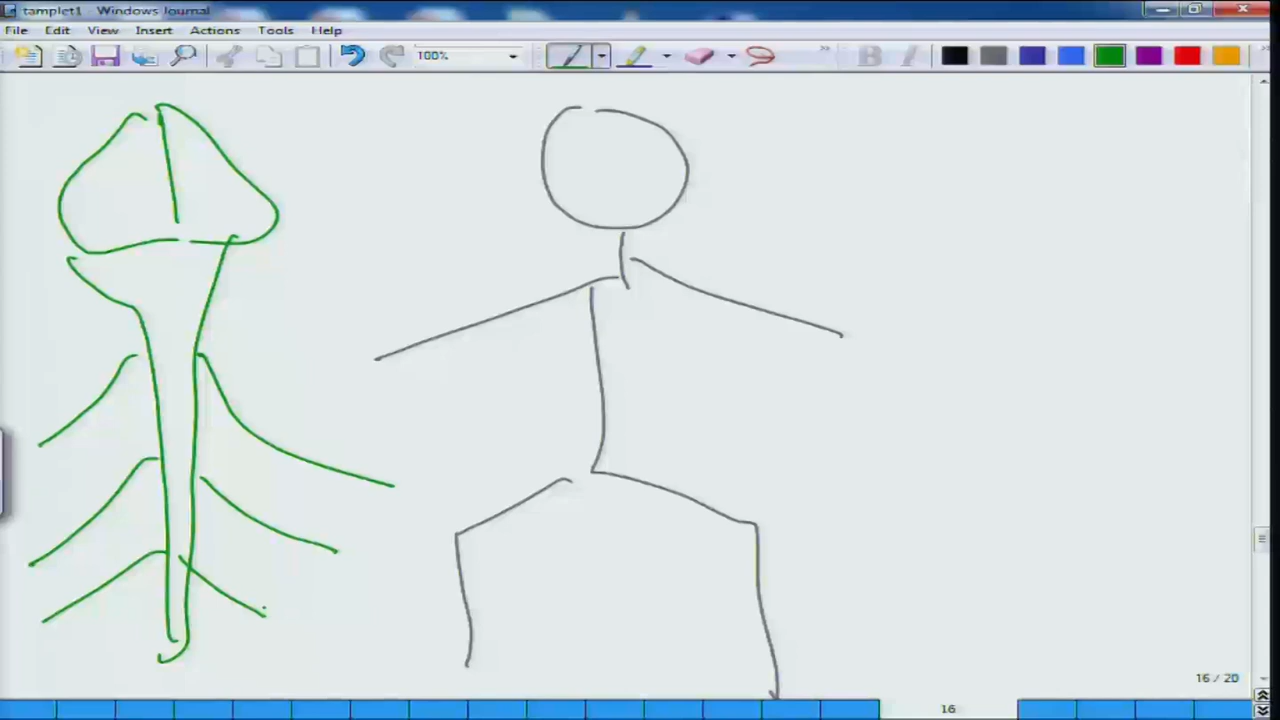 tamplet1 - Windows Journal
File Edit View Insert Actions Tools Help
100%
B I
16 / 20
16